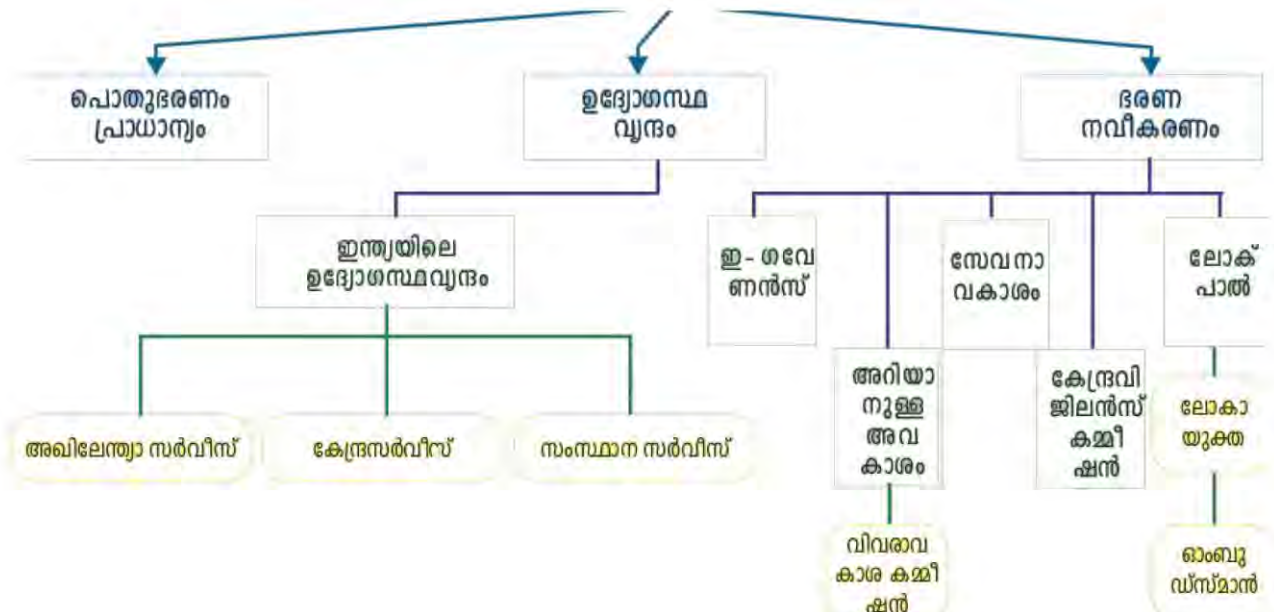 പൊതുഭരണം
പ്രാധാന്യം
ഉദ്യോഗസ്ഥ
വൃന്ദം
ഭരണ
നവീകരണം
ഇന്ത്യയിലെ
ഉദ്യോഗസ്ഥവൃന്ദം
ഇ - ഗവേ
ണൻസ്
സേവനാ
വകാശം
ലോക്
പാൽ
അറിയാ
നുള്ള
അവ
കാശം
കേന്ദ്രവി
ജിലൻസ്
കമ്മീ
ഷൻ
അഖിലേന്ത്യാ സർവീസ്
കേന്ദ്രസർവീസ്
സംസ്ഥാന സർവീസ്
ലോകാ
യുക്ത
വിവരാവ
കാശ കമ്മീ
ഷൻ
ഓംബു
ഡ്സ്മാൻ